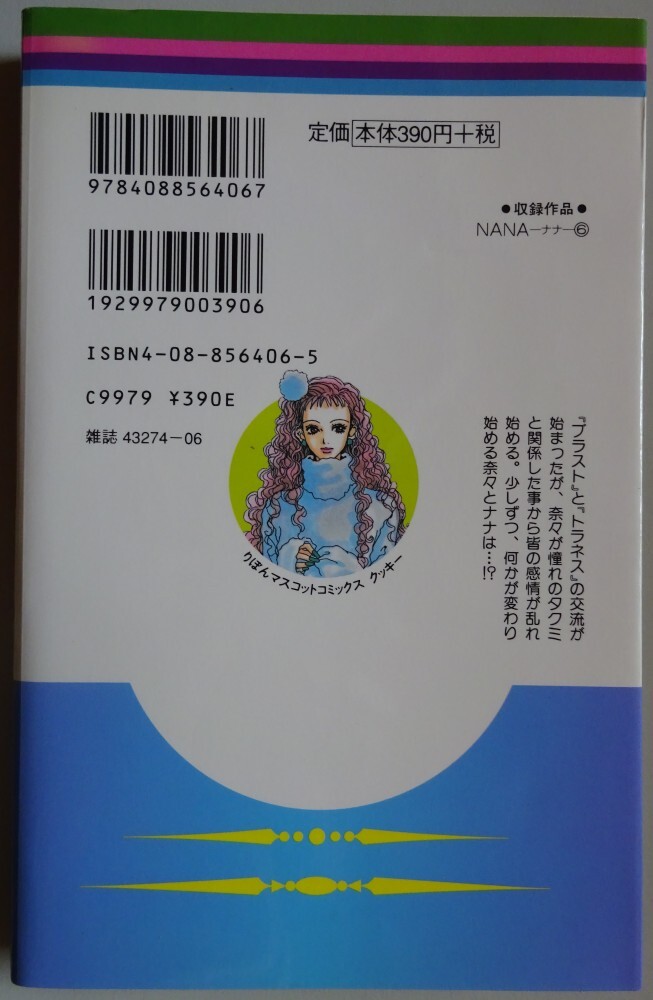 9784088564067
定価 本体390円+税
●収録作品●
NANA—ナナ—⑥
1929979003906
ISBN4-08-856406-5
C9979 ¥390E
雑誌 43274-06
『ブラスト』と『トラネス』の交流が
始まったが、奈々が憧れのタクミ
と関係した事から皆の感情が乱れ
始める。少しずつ、何かが変わり
始める奈々とナナは…!?
りぼんマスコットコミックス クッキー